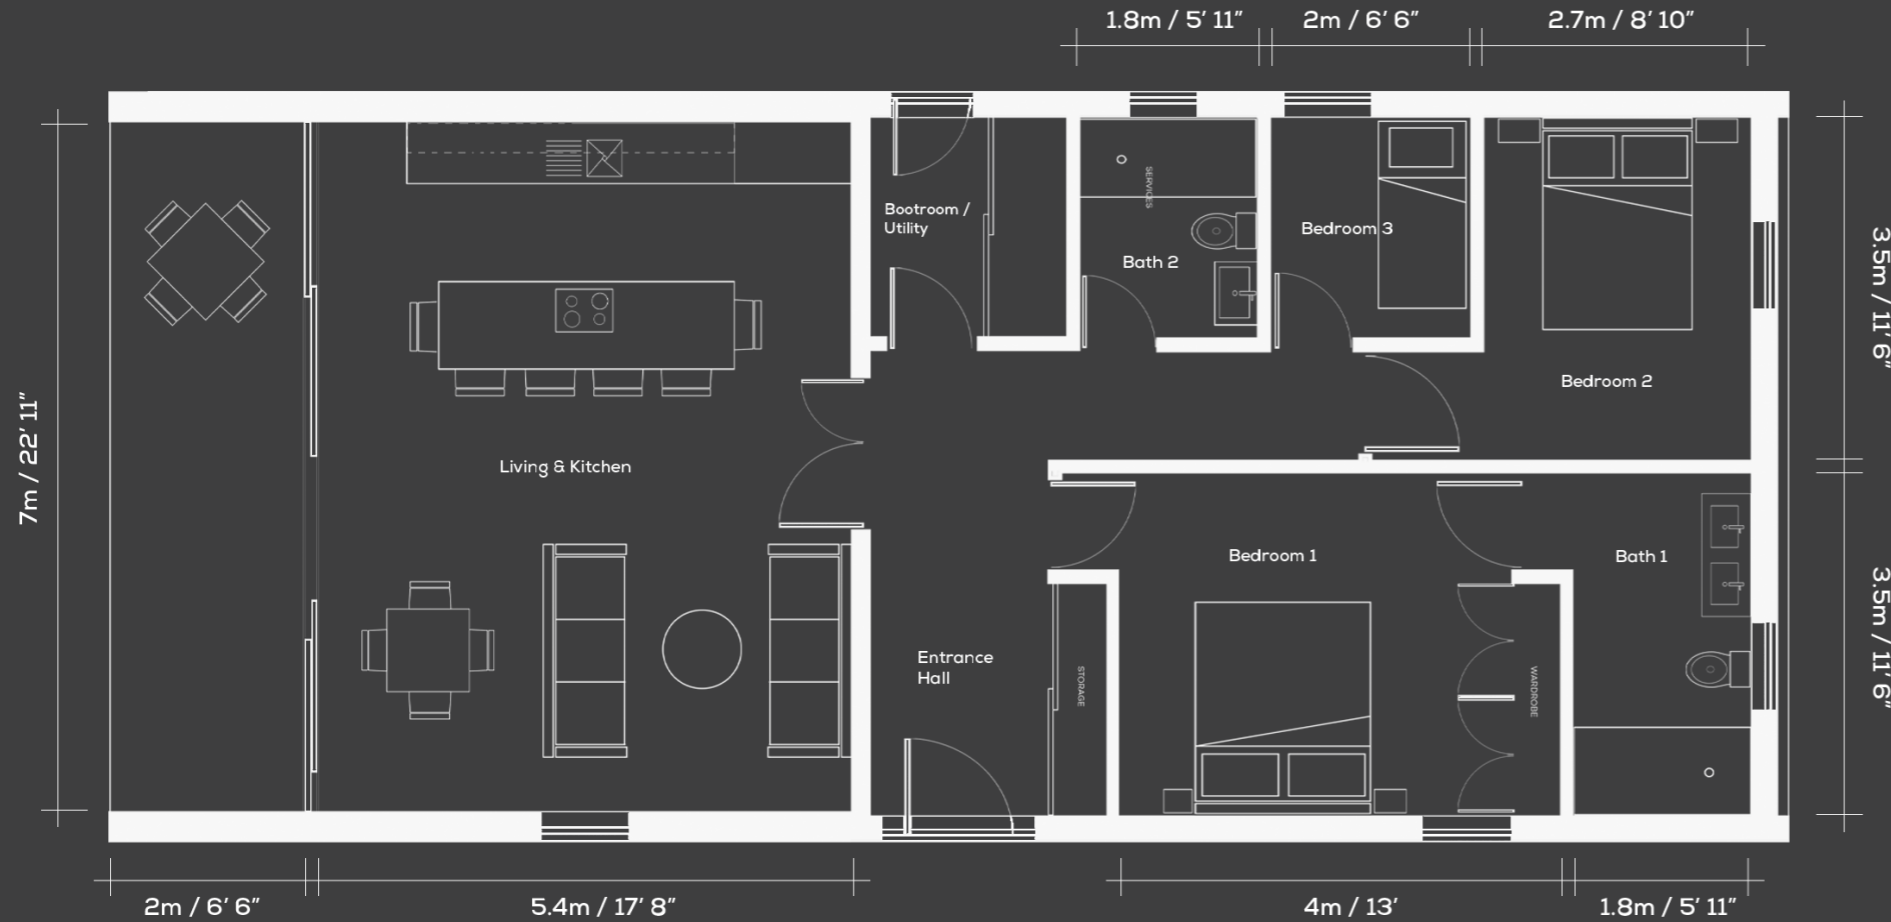 1.8m / 5' 11"
2m / 6' 6"
2.7m / 8' 10"
Bootroom /
Utility
SERVICES
Bedroom 3
Bath 2
3.5m / 11' 6"
Bedroom 2
7m / 22' 11"
Living & Kitchen
Bedroom 1
Bath 1
3.5m / 11' 6"
Entrance
Hall
STORAGE
WARDROBE
2m / 6' 6"
5.4m / 17' 8"
4m / 13'
1.8m / 5' 11"